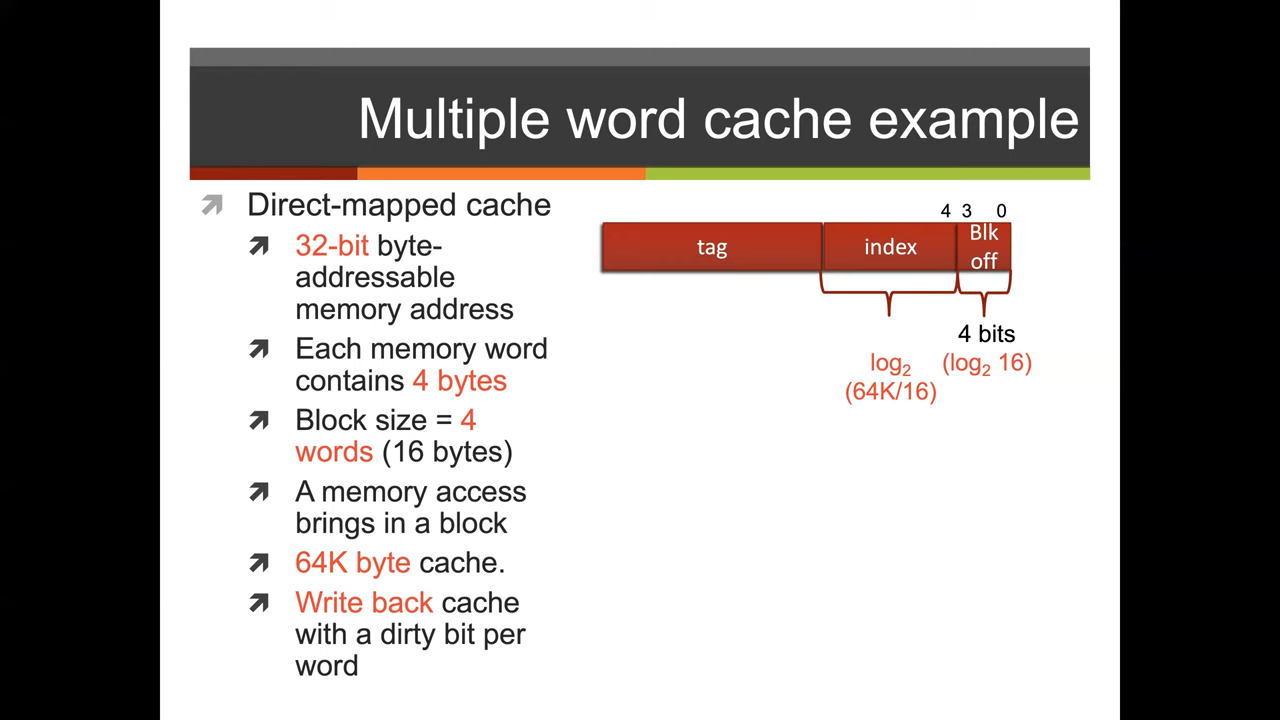 Multiple word cache example
Direct-mapped cache
32-bit byte-
addressable
memory address
Each memory word
contains 4 bytes
Block size = 4
words (16 bytes)
A memory access
brings in a block
64K byte cache.
Write back cache
with a dirty bit per
word
4 3 0
tag
index
Blk
off
4 bits
(log₂ 16)
log₂
(64K/16)